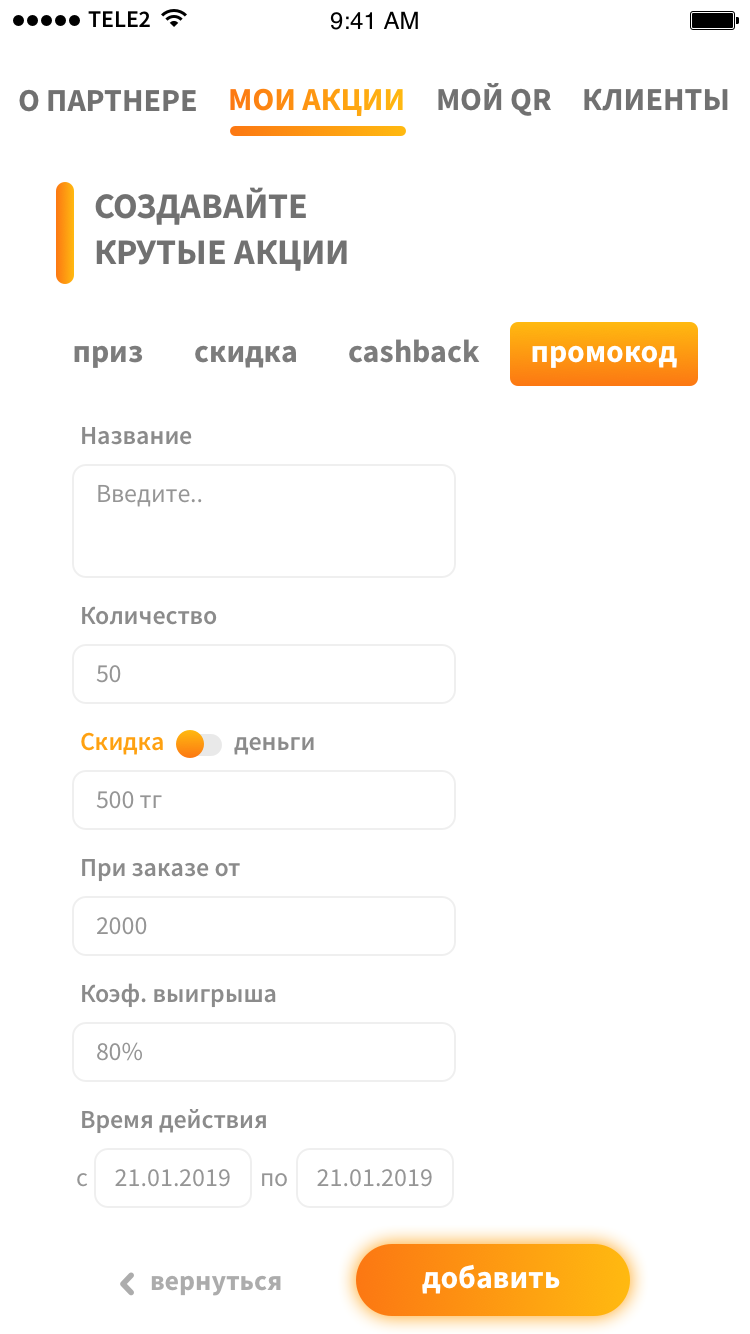 TELE2 9:41 AM
О ПАРТНЕРЕ МОИ АКЦИИ МОЙ QR КЛИЕНТЫ
СОЗДАВАЙТЕ
КРУТЫЕ АКЦИИ
приз скидка cashback промокод
Название
Введите..
Количество
50
Скидка деньги
500 тг
При заказе от
2000
Коэф. выигрыша
80%
Время действия
с 21.01.2019 по 21.01.2019
вернуться добавить